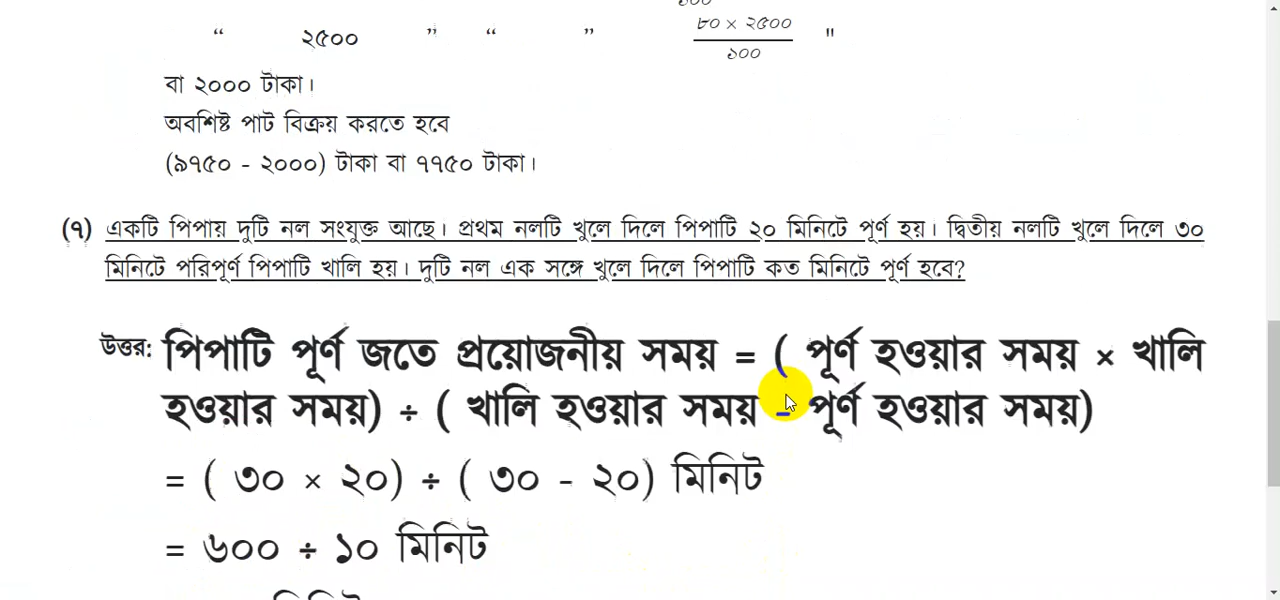 ১০০
“ ২৫০০ ” “ ” ৮০ × ২৫০০ "
১০০
বা ২০০০ টাকা।
অবশিষ্ট পাট বিক্রয় করতে হবে
(৯৭৫০ - ২০০০) টাকা বা ৭৭৫০ টাকা।
(৭) একটি পিপায় দুটি নল সংযুক্ত আছে। প্রথম নলটি খুলে দিলে পিপাটি ২০ মিনিটে পূর্ণ হয়। দ্বিতীয় নলটি খুলে দিলে ৩০
মিনিটে পরিপূর্ণ পিপাটি খালি হয়। দুটি নল এক সঙ্গে খুলে দিলে পিপাটি কত মিনিটে পূর্ণ হবে?
উত্তর: পিপাটি পূর্ণ জতে প্রয়োজনীয় সময় = ( পূর্ণ হওয়ার সময় × খালি
হওয়ার সময়) ÷ ( খালি হওয়ার সময় - পূর্ণ হওয়ার সময়)
= ( ৩০ × ২০) ÷ ( ৩০ - ২০) মিনিট
= ৬০০ ÷ ১০ মিনিট